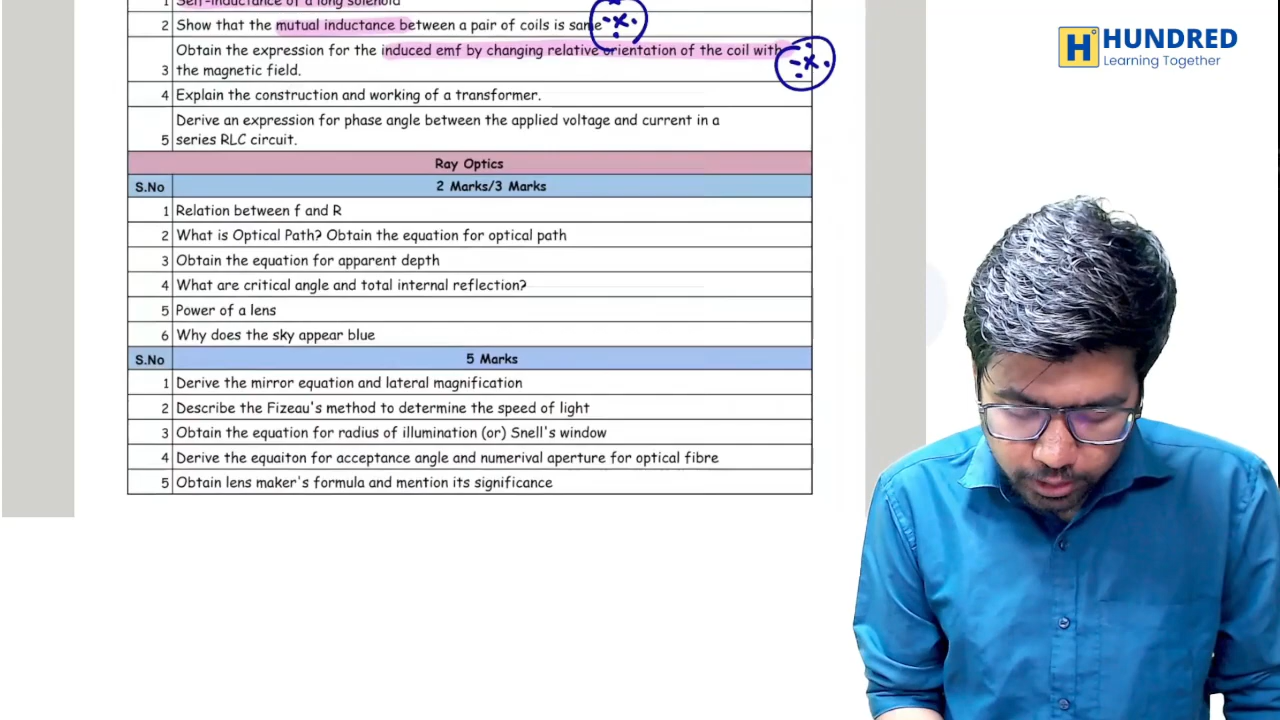 1 Self-inductance of a long solenoid
2 Show that the mutual inductance between a pair of coils is same
Obtain the expression for the induced emf by changing relative orientation of the coil with
3 the magnetic field.
4 Explain the construction and working of a transformer.
Derive an expression for phase angle between the applied voltage and current in a
5 series RLC circuit.
Ray Optics
S.No 2 Marks/3 Marks
1 Relation between f and R
2 What is Optical Path? Obtain the equation for optical path
3 Obtain the equation for apparent depth
4 What are critical angle and total internal reflection?
5 Power of a lens
6 Why does the sky appear blue
S.No 5 Marks
1 Derive the mirror equation and lateral magnification
2 Describe the Fizeau's method to determine the speed of light
3 Obtain the equation for radius of illumination (or) Snell's window
4 Derive the equaiton for acceptance angle and numerival aperture for optical fibre
5 Obtain lens maker's formula and mention its significance
H HUNDRED
Learning Together